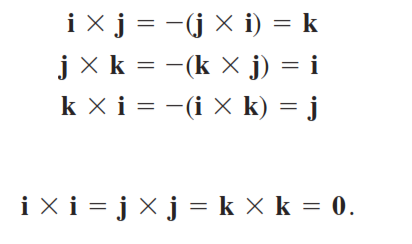 i × j = −(j × i) = k
j × k = −(k × j) = i
k × i = −(i × k) = j
i × i = j × j = k × k = 0.